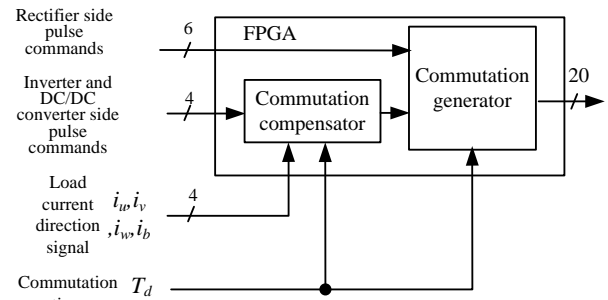 Rectifier side
pulse
commands
6
FPGA
Inverter and
DC/DC
converter side
pulse
commands
4
Commutation
compensator
Commutation
generator
20
Load
current
direction
signal
i_u,i_v
,i_w,i_b
4
Commutation
T_d